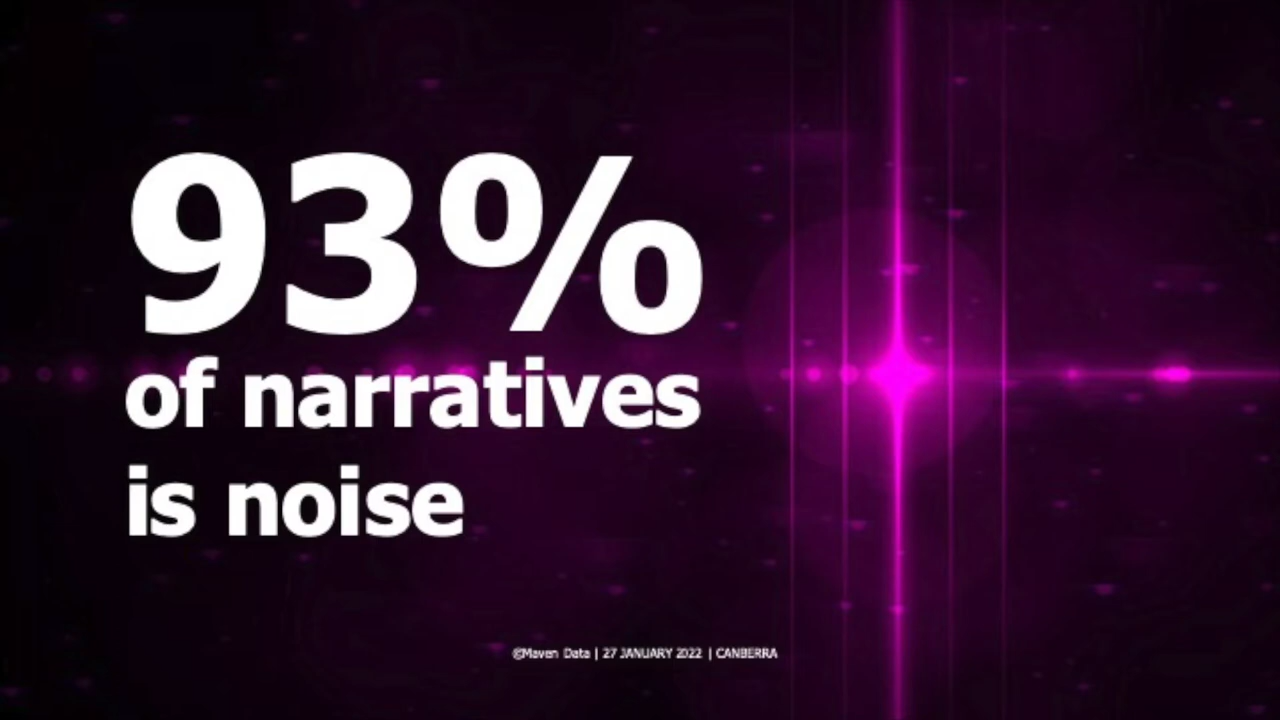 93%
of narratives
is noise
©Maven Data | 27 JANUARY 2022 | CANBERRA